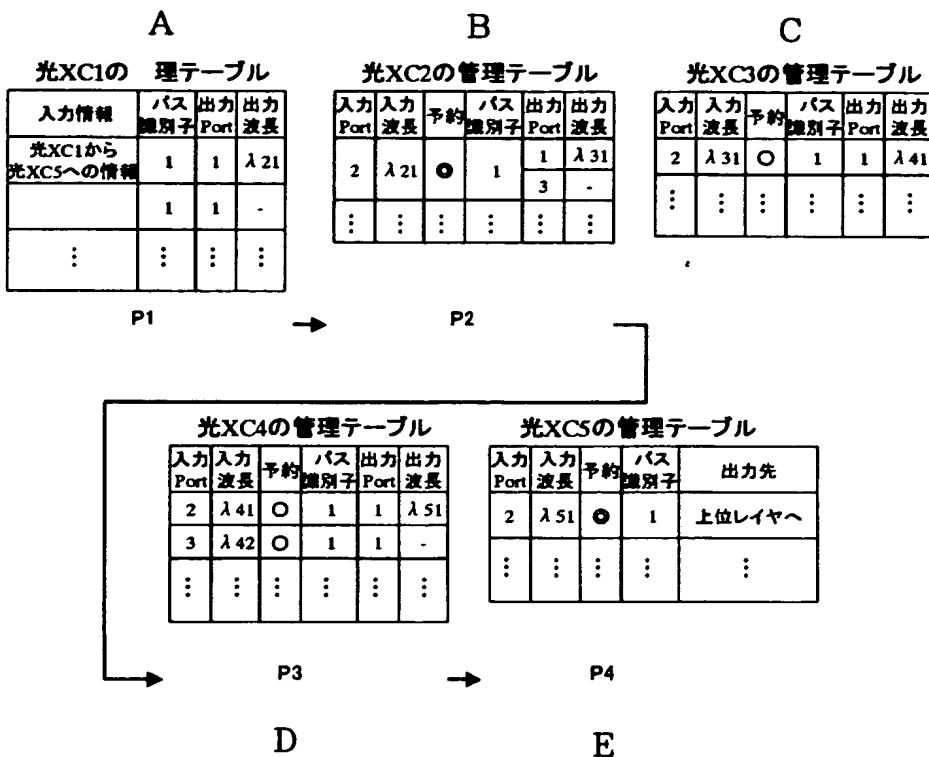 A
B
C
光XC1の 理テーブル
入力情報 パス識別子 出力Port 出力波長
光XC1から光XC5への情報 1 1 λ21
1 1 -
⋮ ⋮ ⋮ ⋮
光XC2の管理テーブル
入力Port 入力波長 予約 パス識別子 出力Port 出力波長
2 λ21 ◎ 1 1 λ31
3 -
⋮ ⋮ ⋮ ⋮ ⋮ ⋮
光XC3の管理テーブル
入力Port 入力波長 予約 パス識別子 出力Port 出力波長
2 λ31 ○ 1 1 λ41
⋮ ⋮ ⋮ ⋮ ⋮ ⋮
P1 → P2
光XC4の管理テーブル
入力Port 入力波長 予約 パス識別子 出力Port 出力波長
2 λ41 ○ 1 1 λ51
3 λ42 ○ 1 1 -
⋮ ⋮ ⋮ ⋮ ⋮ ⋮
光XC5の管理テーブル
入力Port 入力波長 予約 パス識別子 出力先
2 λ51 ◎ 1 上位レイヤへ
⋮ ⋮ ⋮ ⋮ ⋮
P3 → P4
D
E